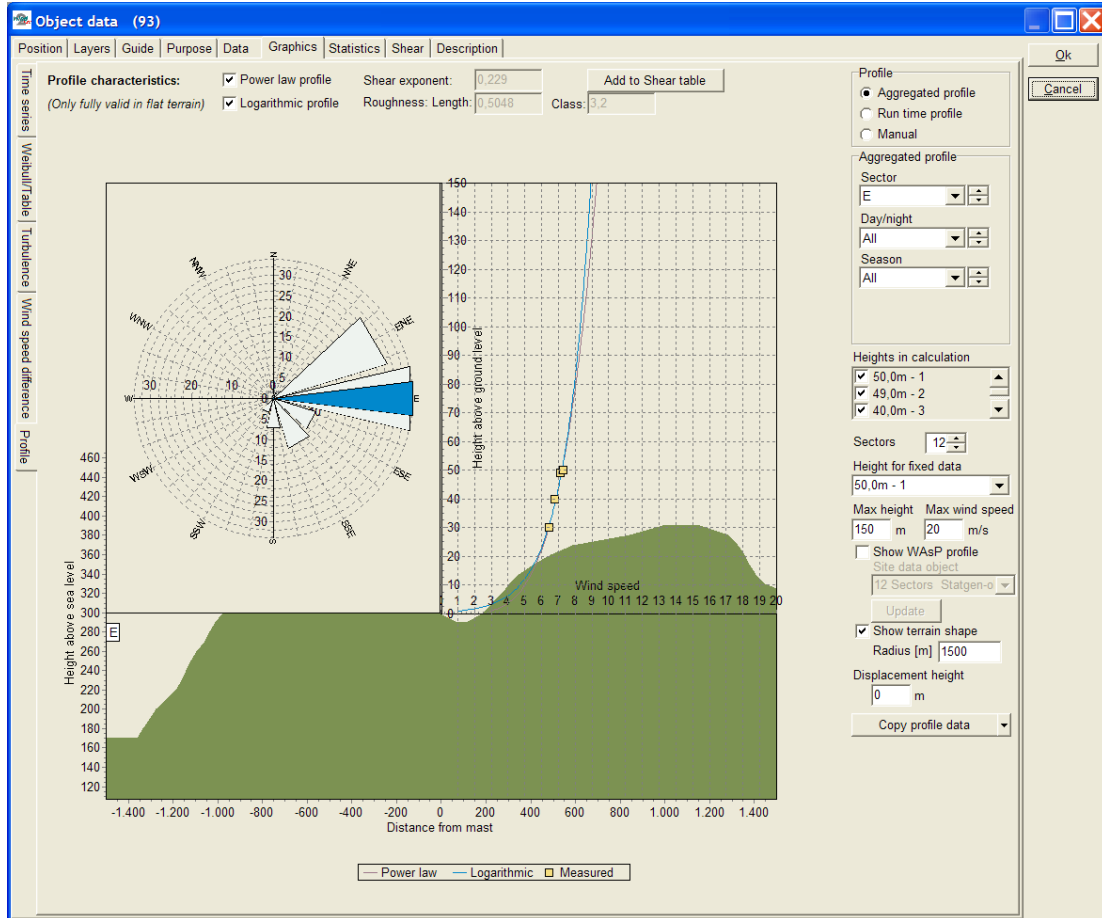 Object data (93)
Position Layers Guide Purpose Data Graphics Statistics Shear Description
Ok
Cancel
Time series
Weibull/Table
Turbulence
Wind speed difference
Profile
Profile characteristics:
(Only fully valid in flat terrain)
Power law profile
Logarithmic profile
Shear exponent: 0,229
Roughness: Length: 0,5048 Class: 3,2
Add to Shear table
Profile
Aggregated profile
Run time profile
Manual
Aggregated profile
Sector
E
Day/night
All
Season
All
Heights in calculation
50,0m - 1
49,0m - 2
40,0m - 3
Sectors 12
Height for fixed data
50,0m - 1
Max height Max wind speed
150 m 20 m/s
Show WAsP profile
Site data object
12 Sectors Statgen-o
Update
Show terrain shape
Radius [m] 1500
Displacement height
0 m
Copy profile data
N
NNE
ENE
E
ESE
SSE
S
SSW
WSW
W
WNW
NNW
30
25
20
15
10
5
30 20 10 0
0
5
10
15
20
25
30
150
140
130
120
110
100
90
80
70
60
50
40
30
20
10
0
Height above ground level
Wind speed
1 2 3 4 5 6 7 8 9 10 11 12 13 14 15 16 17 18 19 20
460
440
420
400
380
360
340
320
300
280
260
240
220
200
180
160
140
120
Height above sea level
E
-1.400 -1.200 -1.000 -800 -600 -400 -200 0 200 400 600 800 1.000 1.200 1.400
Distance from mast
Power law Logarithmic Measured